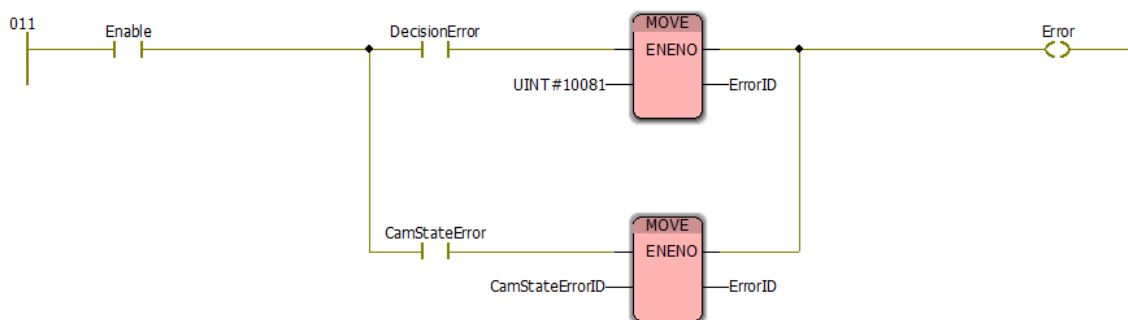 011
Enable
DecisionError
MOVE
Error
ENENO
UINT#10081
ErrorID
CamStateError
MOVE
ENENO
CamStateErrorID
ErrorID